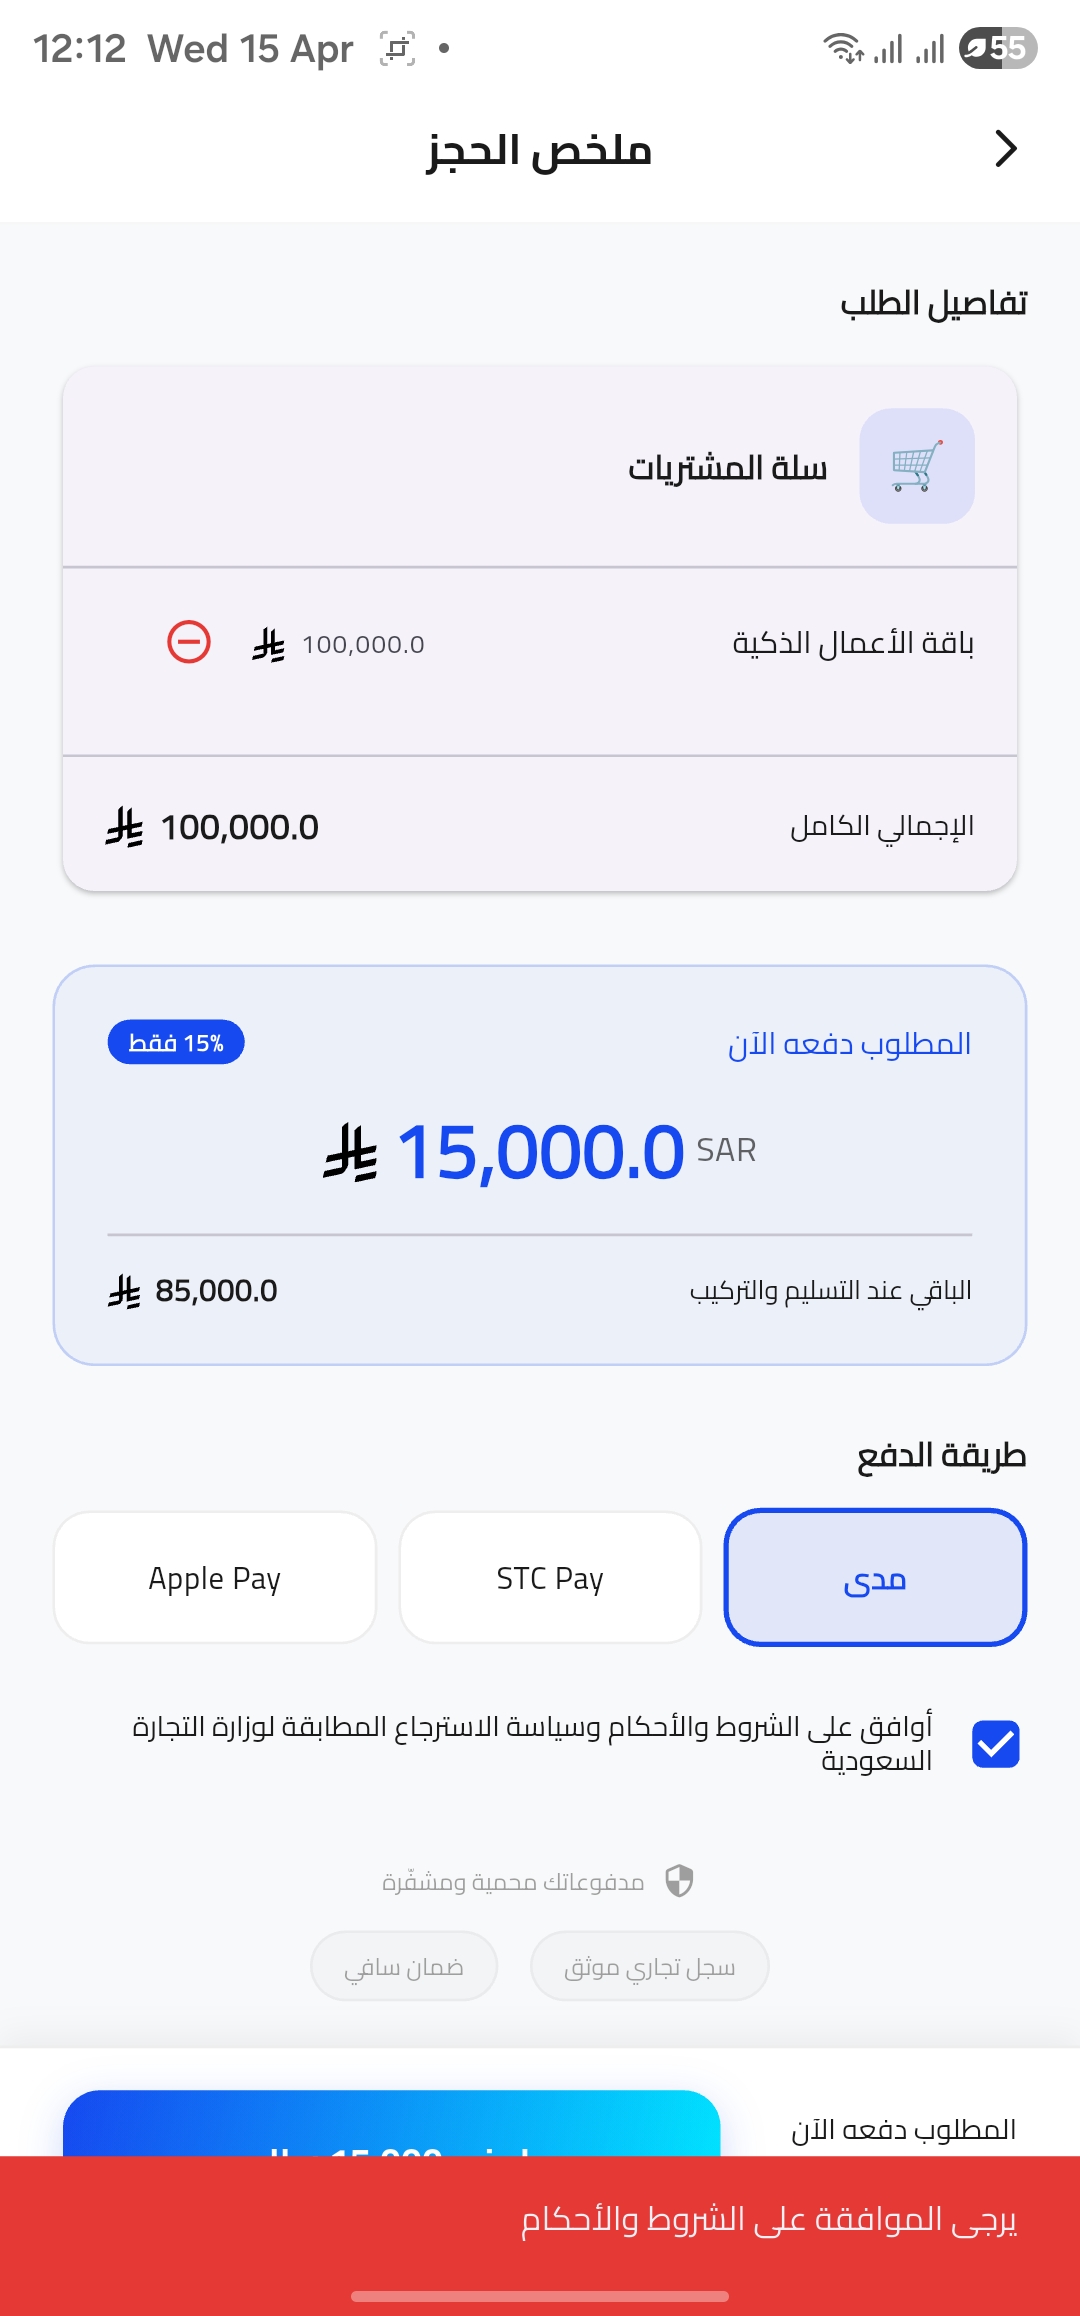 12:12 Wed 15 Apr
55
ملخص الحجز
تفاصيل الطلب
سلة المشتريات
باقة الأعمال الذكية
100,000.0
الإجمالي الكامل
100,000.0
المطلوب دفعه الآن
15% فقط
15,000.0 SAR
الباقي عند التسليم والتركيب
85,000.0
طريقة الدفع
مدى
STC Pay
Apple Pay
أوافق على الشروط والأحكام وسياسة الاسترجاع المطابقة لوزارة التجارة
السعودية
مدفوعاتك محمية ومشفّرة
سجل تجاري موثق
ضمان سافي
المطلوب دفعه الآن
15,000
يرجى الموافقة على الشروط والأحكام